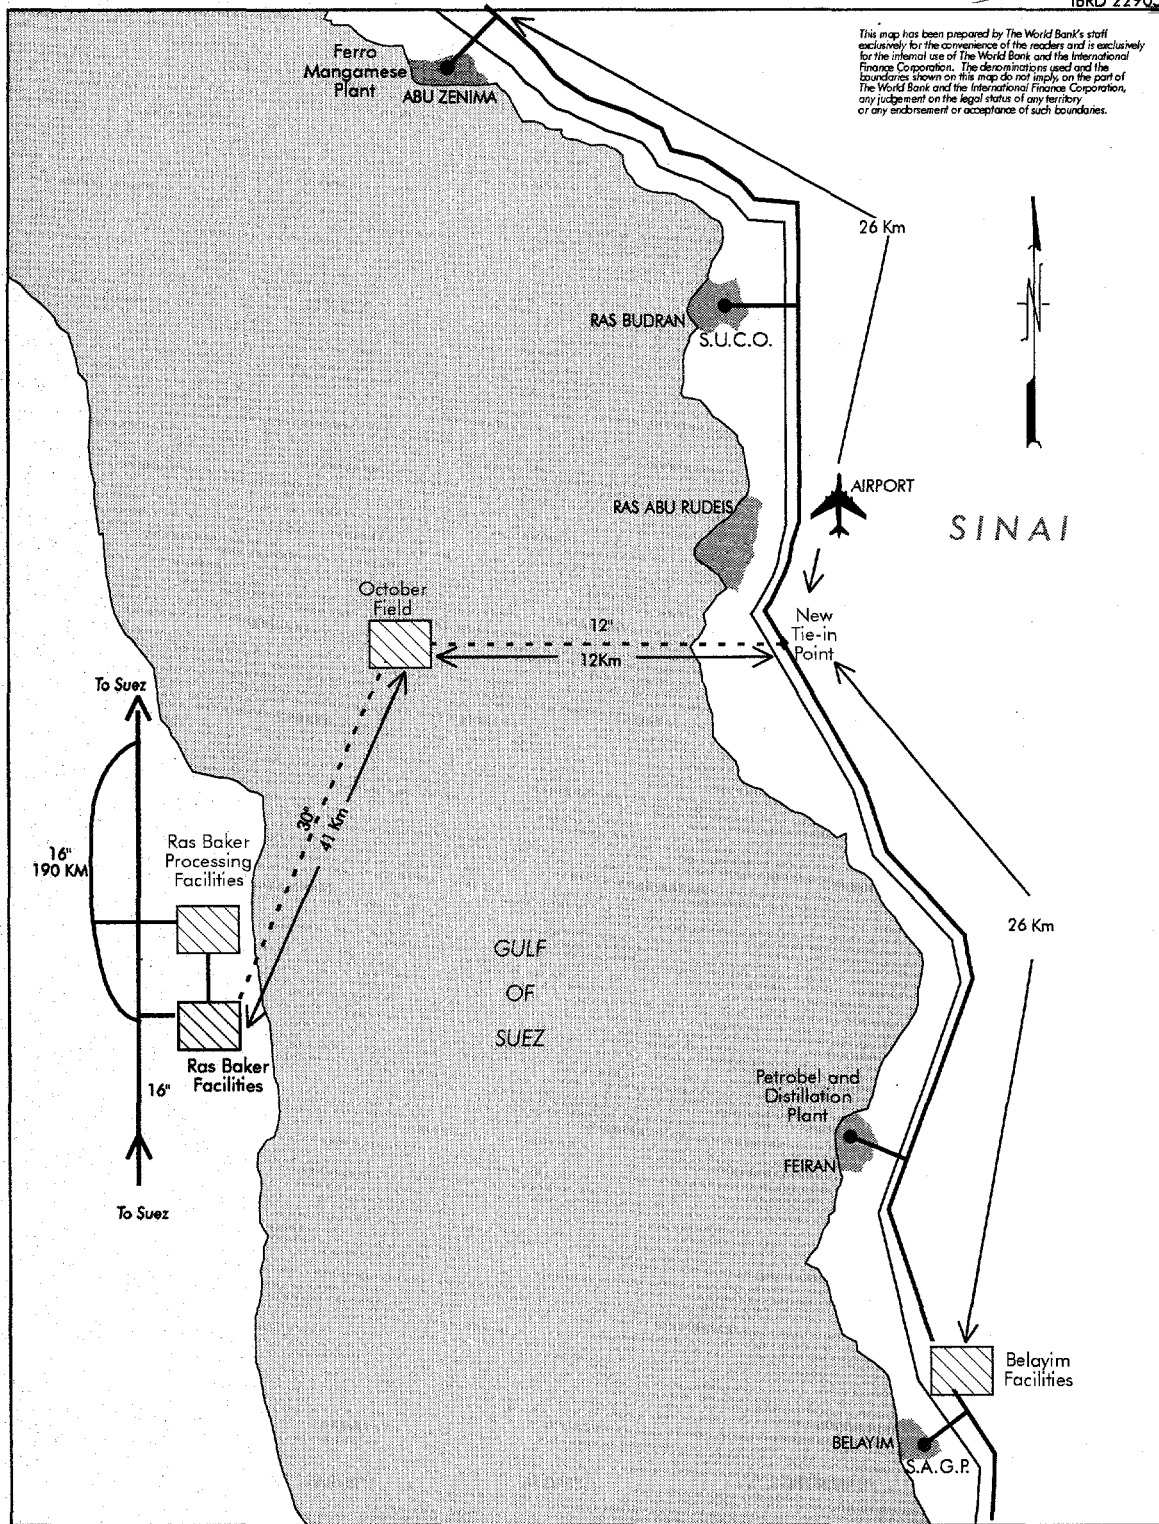 This map has been prepared by The World Bank's staff
exclusively for the convenience of the readers and is exclusively
for the internal use of The World Bank and the International
Finance Corporation. The denominations used and the
boundaries shown on this map do not imply, on the part of
The World Bank and the International Finance Corporation,
any judgement on the legal status of any territory
or any endorsement or acceptance of such boundaries.
Ferro
Mangamese
Plant
ABU ZENIMA
26 Km
N
RAS BUDRAN
S.U.C.O.
AIRPORT
RAS ABU RUDEIS
SINAI
October
Field
12"
12Km
New
Tie-in
Point
To Suez
30"
41 Km
16"
190 KM
Ras Baker
Processing
Facilities
26 Km
GULF
OF
SUEZ
Ras Baker
Facilities
16"
Petrobel and
Distillation
Plant
FEIRAN
To Suez
Belayim
Facilities
BELAYIM
S.A.G.P.